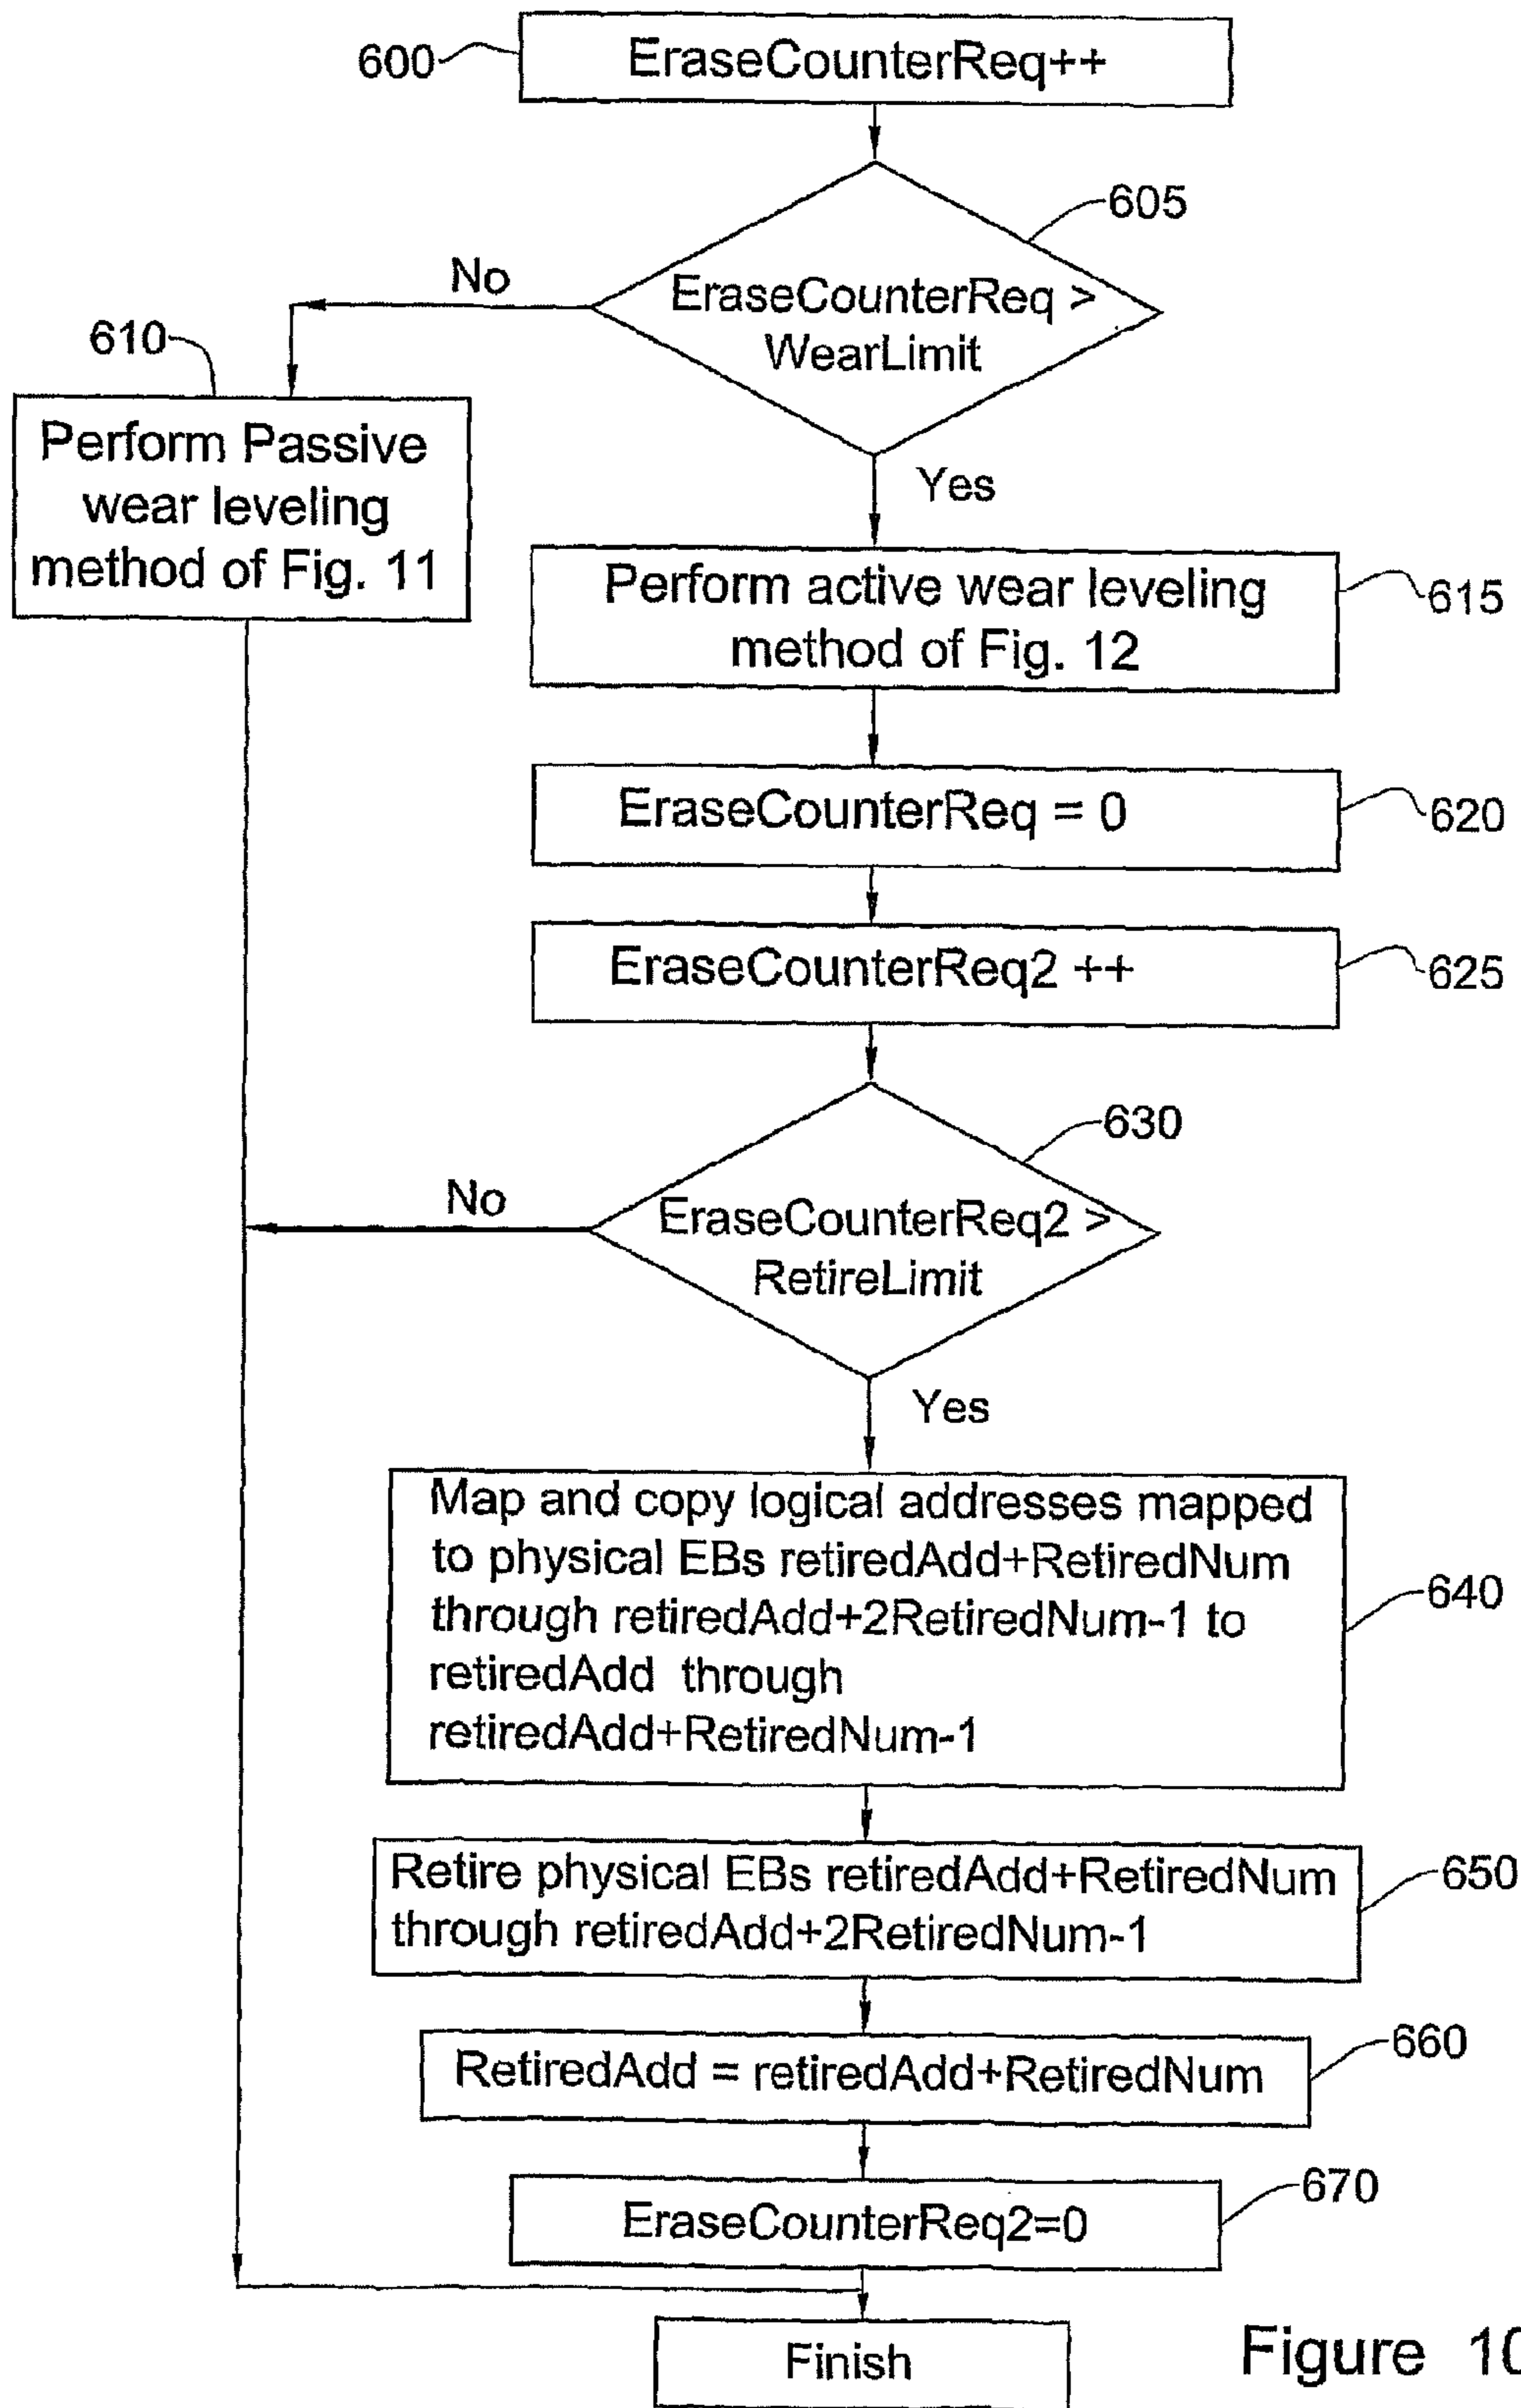 600
EraseCounterReq++
605
No
EraseCounterReq >
WearLimit
610
Perform Passive
wear leveling
method of Fig. 11
Yes
Perform active wear leveling
method of Fig. 12
615
EraseCounterReq = 0
620
EraseCounterReq2 ++
625
630
No
EraseCounterReq2 >
RetireLimit
Yes
Map and copy logical addresses mapped
to physical EBs retiredAdd+RetiredNum
through retiredAdd+2RetiredNum-1 to
retiredAdd through
retiredAdd+RetiredNum-1
640
Retire physical EBs retiredAdd+RetiredNum
through retiredAdd+2RetiredNum-1
650
RetiredAdd = retiredAdd+RetiredNum
660
EraseCounterReq2=0
670
Finish
Figure 10